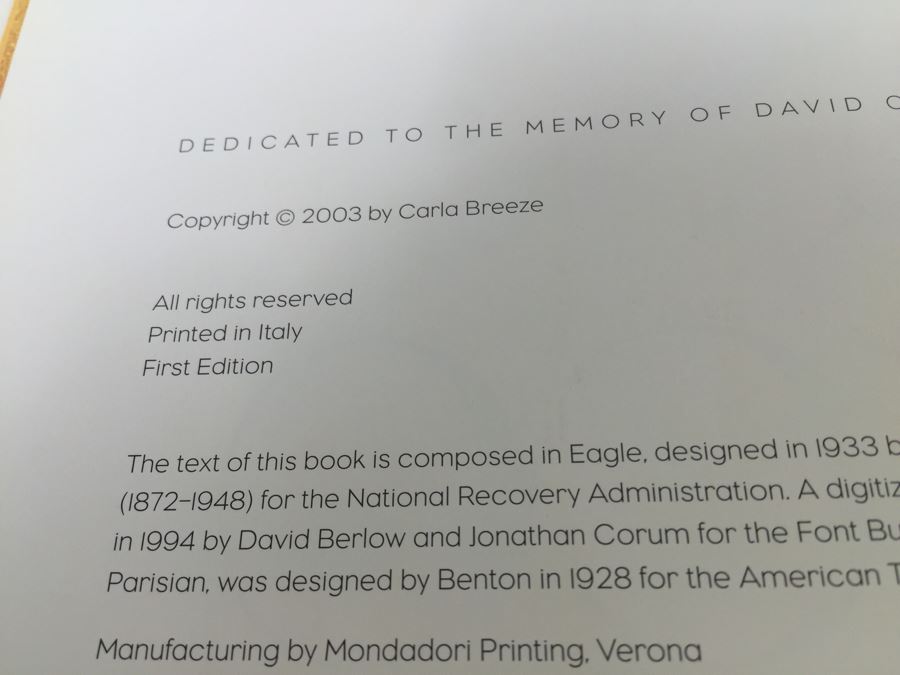 DEDICATED TO THE MEMORY OF DAVID
Copyright © 2003 by Carla Breeze
All rights reserved
Printed in Italy
First Edition
The text of this book is composed in Eagle, designed in 1933
(1872–1948) for the National Recovery Administration. A
in 1994 by David Berlow and Jonathan Corum for the Font
Parisian, was designed by Benton in 1928 for the American
Manufacturing by Mondadori Printing, Verona